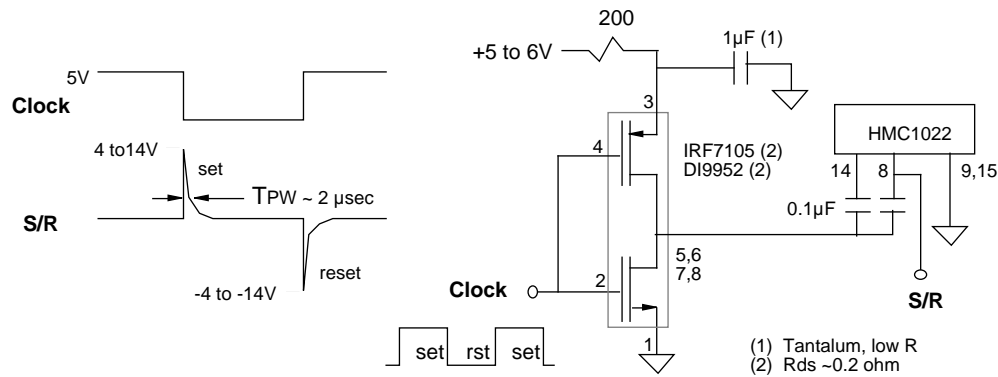 200
+5 to 6V
1µF (1)
5V
Clock
4 to14V
set
TPW ~ 2 µsec
S/R
reset
-4 to -14V
3
4
IRF7105 (2)
DI9952 (2)
HMC1022
14
8
9,15
0.1µF
5,6
7,8
2
Clock
S/R
set
rst
set
1
(1) Tantalum, low R
(2) Rds ~0.2 ohm